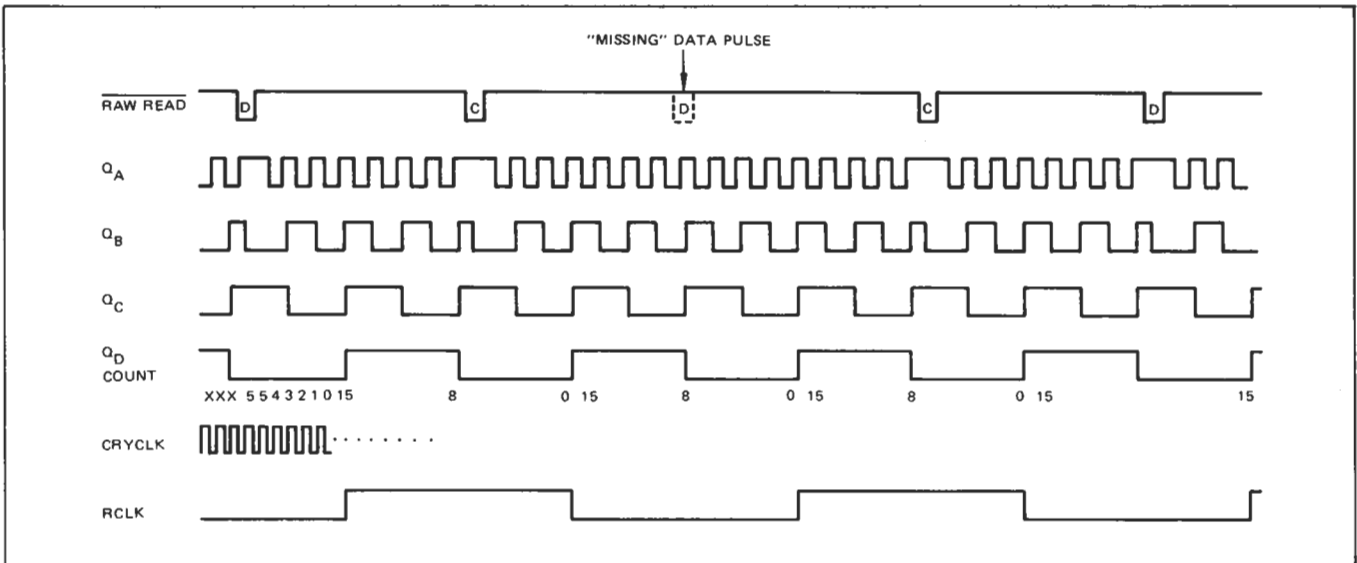 "MISSING" DATA PULSE
RAW READ
D C D C D
QA
QB
QC
QD
COUNT
XXX 5 5 4 3 2 1 0 15 8 0 15 8 0 15 8 0 15 15
CRYCLK
RCLK